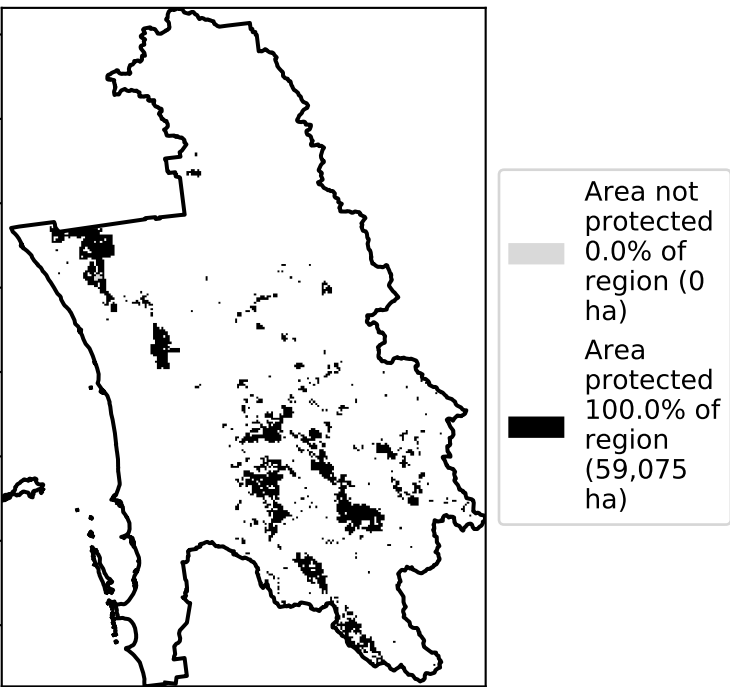 Area not
protected
0.0% of
region (0
ha)
Area
protected
100.0% of
region
(59,075
ha)